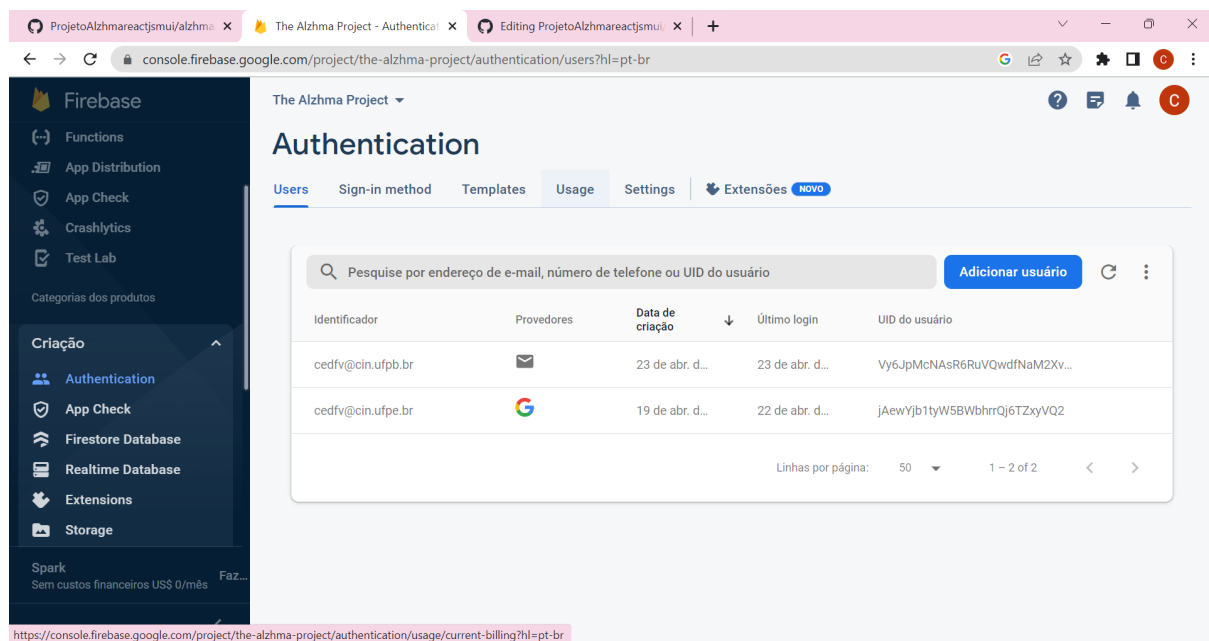 ProjetoAlzhmareactjsmui/alzhma
The Alzhma Project - Authenticat
Editing ProjetoAlzhmareactjsmui/
console.firebase.google.com/project/the-alzhma-project/authentication/users?hl=pt-br
G
C
Firebase
The Alzhma Project
C
Functions
App Distribution
App Check
Crashlytics
Test Lab
Categorias dos produtos
Criação
Authentication
App Check
Firestore Database
Realtime Database
Extensions
Storage
Spark
Sem custos financeiros US$ 0/mês
Faz...
Authentication
Users Sign-in method Templates Usage Settings Extensões NOVO
Pesquise por endereço de e-mail, número de telefone ou UID do usuário
Adicionar usuário
Identificador Provedores Data de criação Último login UID do usuário
cedfv@cin.ufpb.br 23 de abr. d... 23 de abr. d... Vy6JpMcNAsR6RuVQwdfNaM2Xv...
cedfv@cin.ufpe.br G 19 de abr. d... 22 de abr. d... jAewYjb1tyW5BWbhrrQj6TZxyVQ2
Linhas por página: 50 1 – 2 of 2
https://console.firebase.google.com/project/the-alzhma-project/authentication/usage/current-billing?hl=pt-br